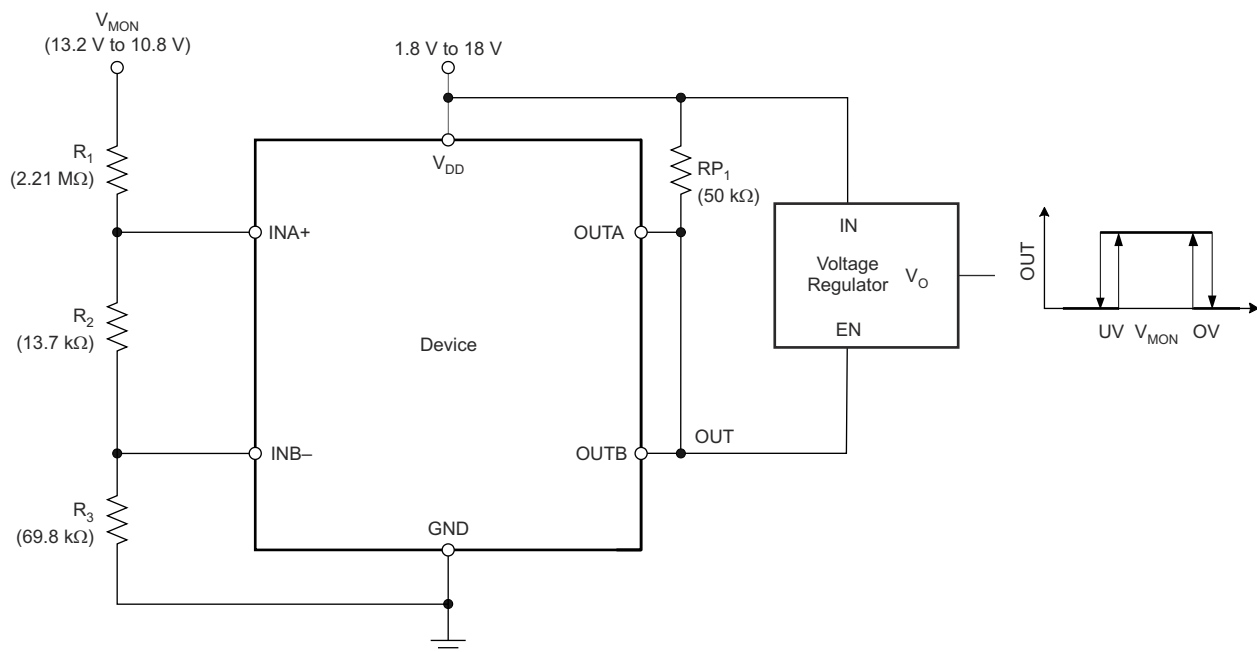 V_MON
(13.2 V to 10.8 V)
1.8 V to 18 V
R_1
(2.21 MΩ)
V_DD
RP_1
(50 kΩ)
INA+
OUTA
IN
Voltage
Regulator
V_O
EN
OUT
UV
V_MON
OV
R_2
(13.7 kΩ)
Device
INB–
OUTB
OUT
R_3
(69.8 kΩ)
GND